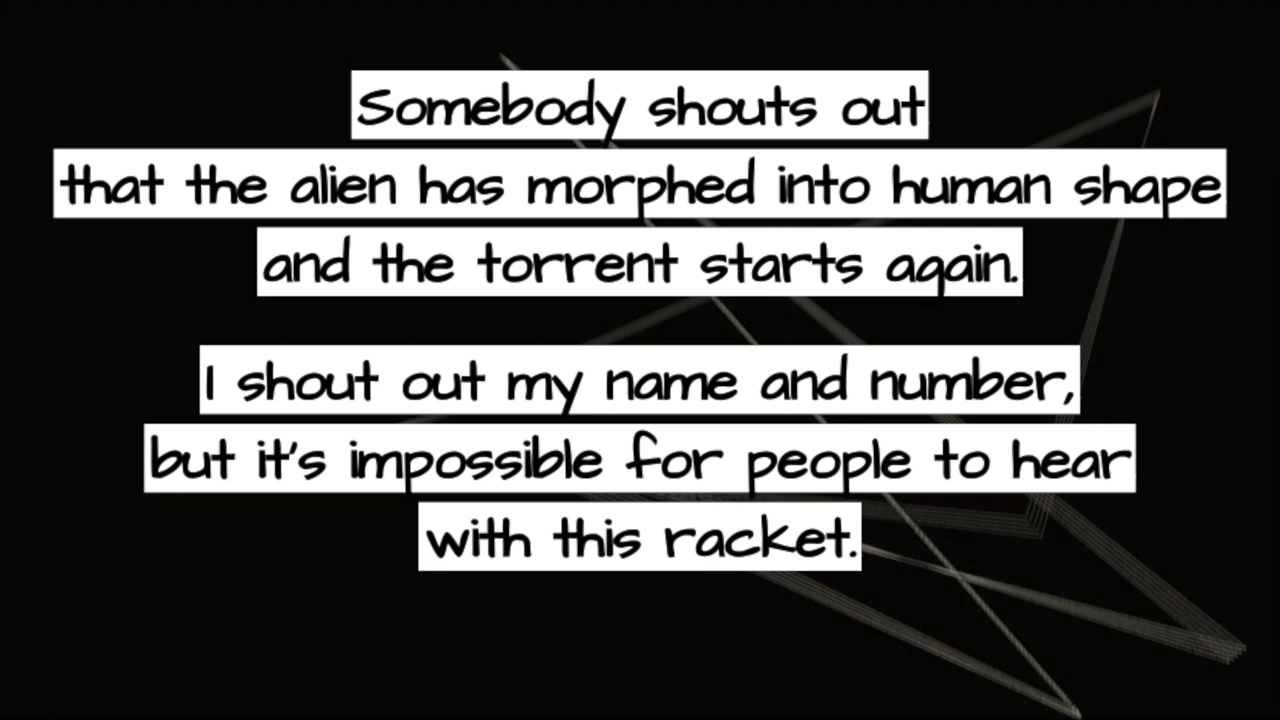 Somebody shouts out
that the alien has morphed into human shape
and the torrent starts again.
I shout out my name and number,
but it's impossible for people to hear
with this racket.